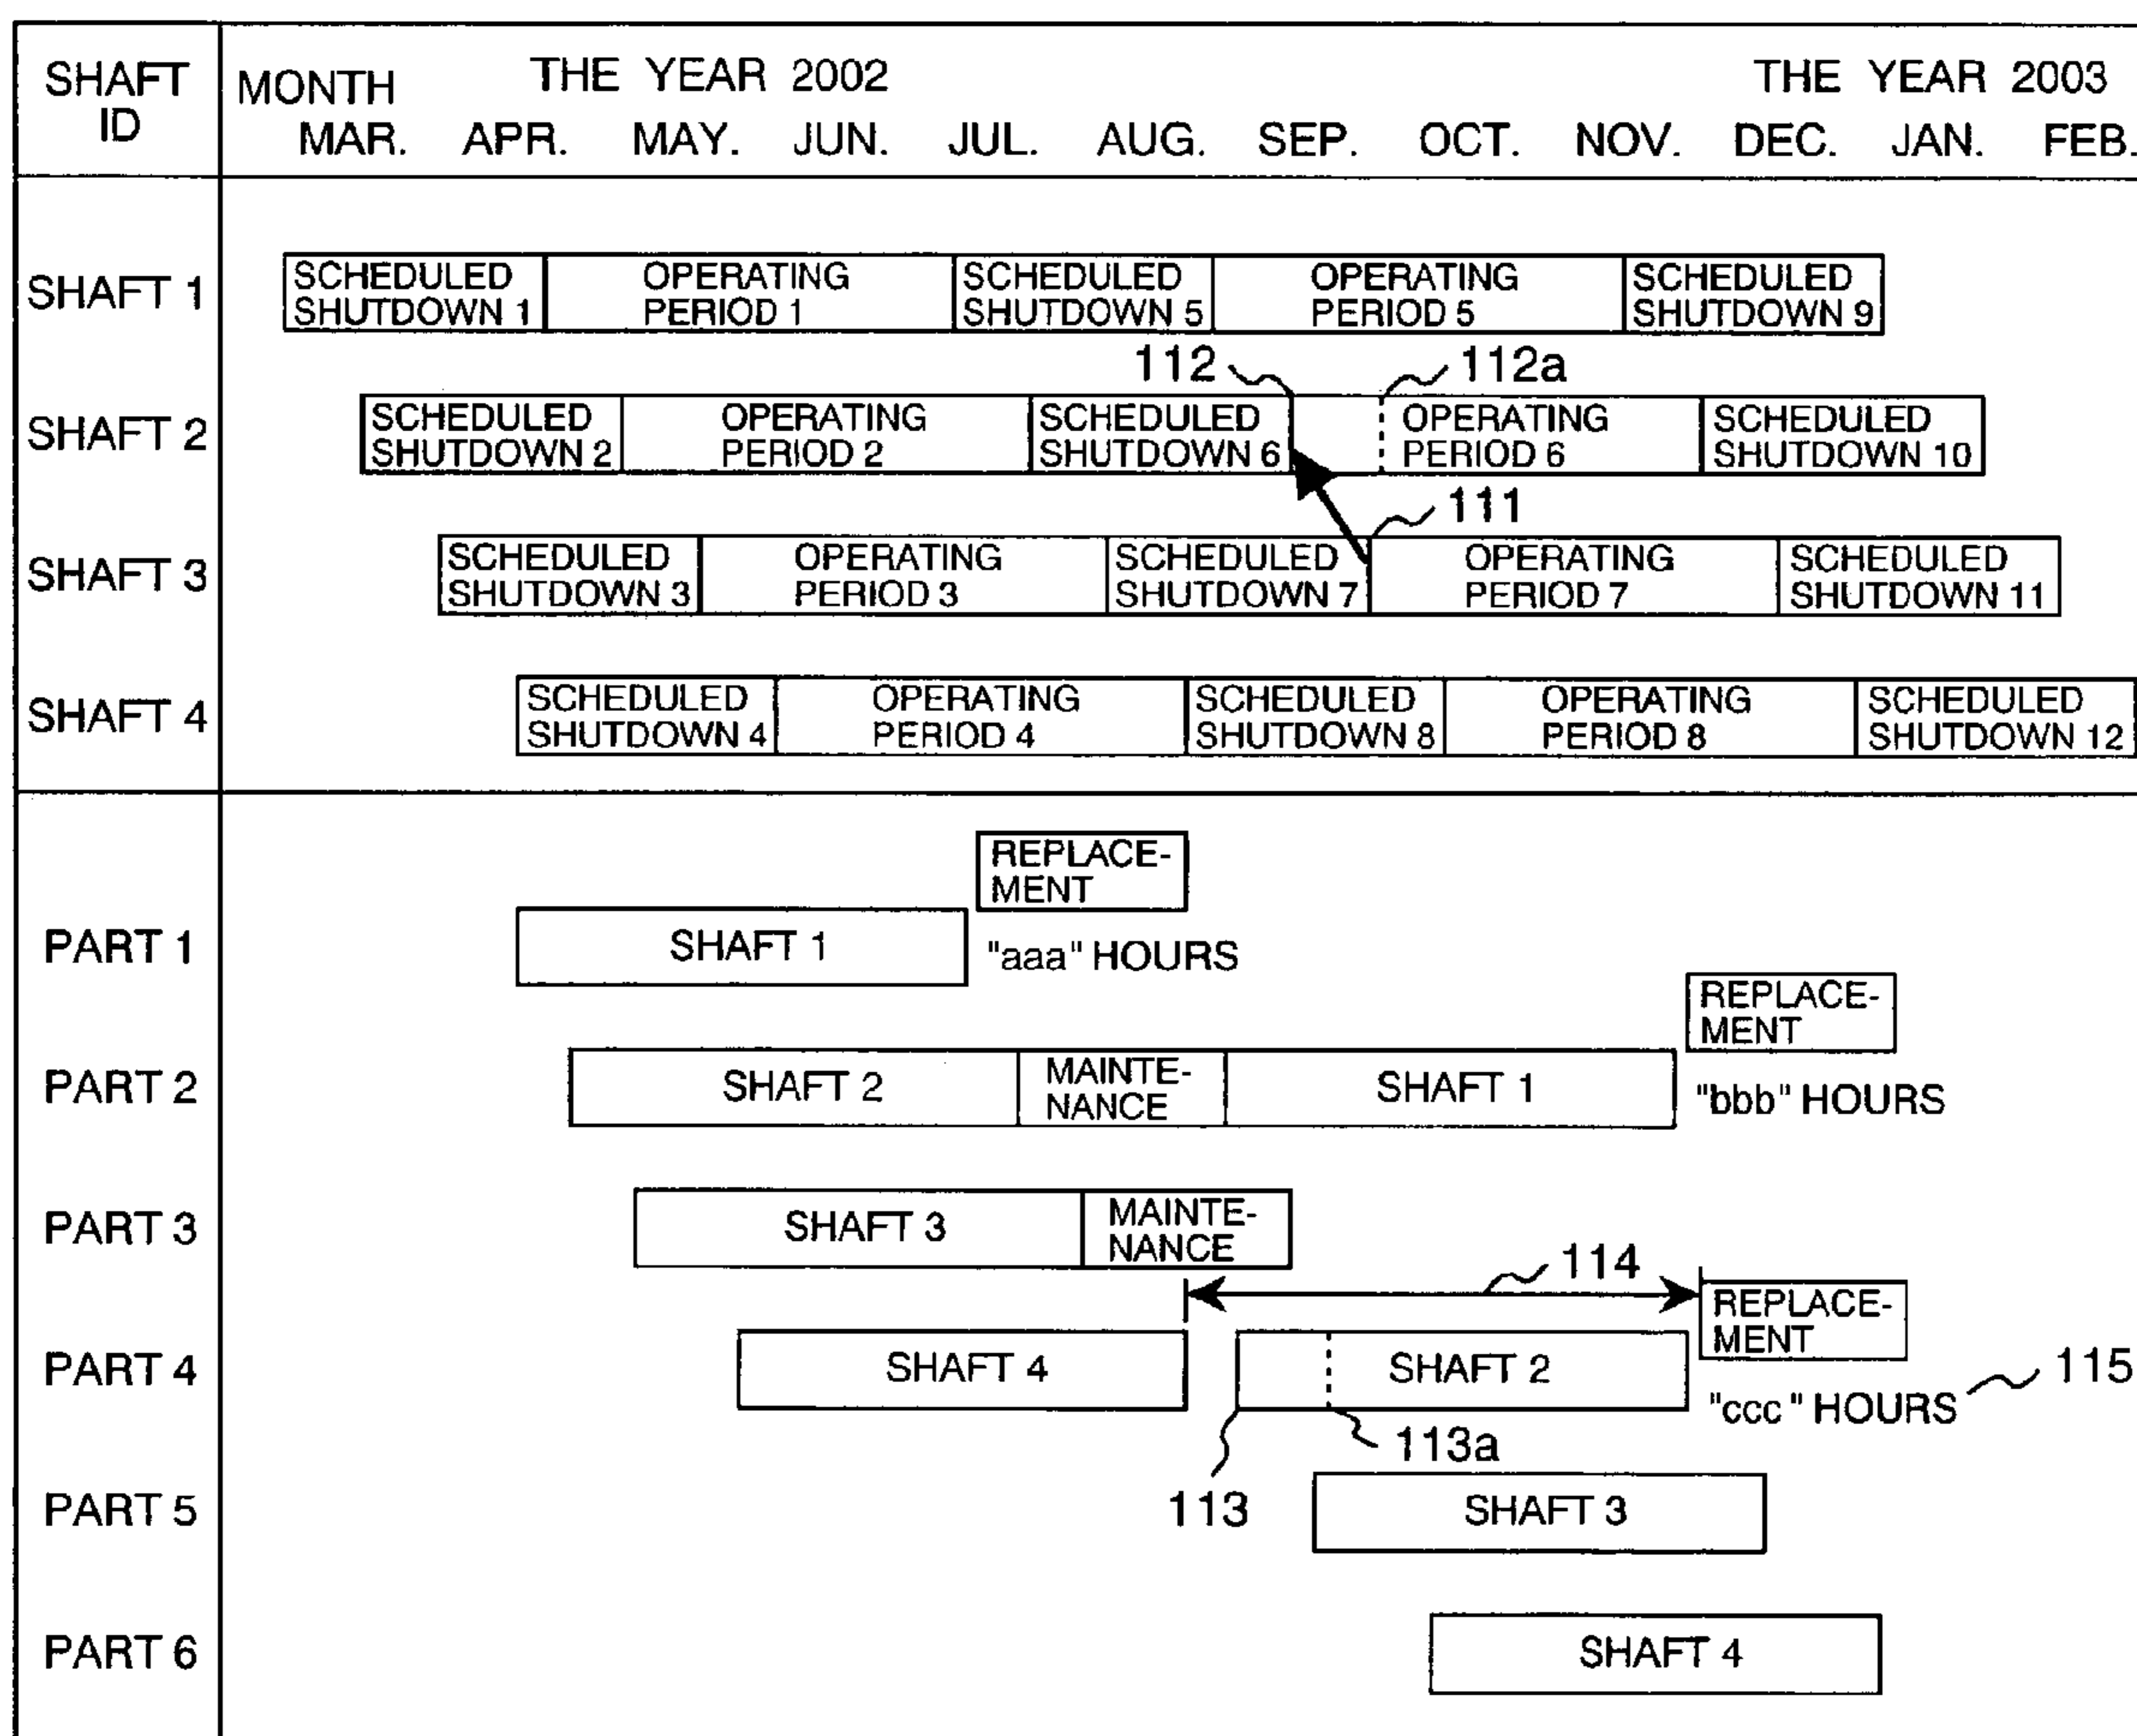 SHAFT
ID
MONTH
THE YEAR 2002
THE YEAR 2003
MAR. APR. MAY. JUN. JUL. AUG. SEP. OCT. NOV. DEC. JAN. FEB.
SHAFT 1
SCHEDULED
SHUTDOWN 1
OPERATING
PERIOD 1
SCHEDULED
SHUTDOWN 5
OPERATING
PERIOD 5
SCHEDULED
SHUTDOWN 9
112
112a
SHAFT 2
SCHEDULED
SHUTDOWN 2
OPERATING
PERIOD 2
SCHEDULED
SHUTDOWN 6
OPERATING
PERIOD 6
SCHEDULED
SHUTDOWN 10
111
SHAFT 3
SCHEDULED
SHUTDOWN 3
OPERATING
PERIOD 3
SCHEDULED
SHUTDOWN 7
OPERATING
PERIOD 7
SCHEDULED
SHUTDOWN 11
SHAFT 4
SCHEDULED
SHUTDOWN 4
OPERATING
PERIOD 4
SCHEDULED
SHUTDOWN 8
OPERATING
PERIOD 8
SCHEDULED
SHUTDOWN 12
REPLACE-
MENT
PART 1
SHAFT 1
"aaa" HOURS
REPLACE-
MENT
PART 2
SHAFT 2
MAINTE-
NANCE
SHAFT 1
"bbb" HOURS
PART 3
SHAFT 3
MAINTE-
NANCE
114
REPLACE-
MENT
PART 4
SHAFT 4
SHAFT 2
115
"ccc" HOURS
113a
113
PART 5
SHAFT 3
PART 6
SHAFT 4